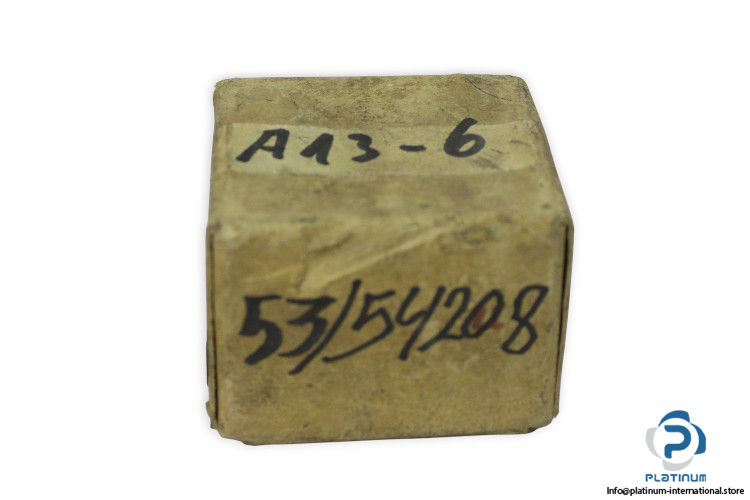 A13-6
53/54208
PLATINUM
Info@platinum-international.store